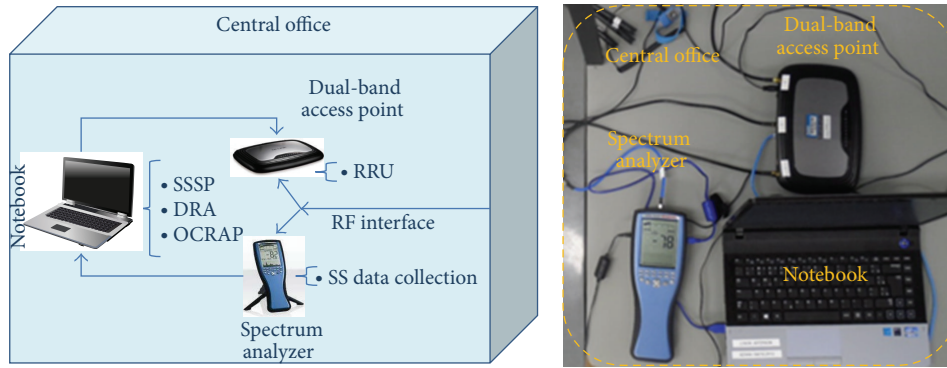 Central office
Dual-band
access point
Notebook
• SSSP
• DRA
• OCRAP
• RRU
RF interface
• SS data collection
Spectrum
analyzer
Dual-band
access point
Central office
Spectrum
analyzer
-78
Notebook